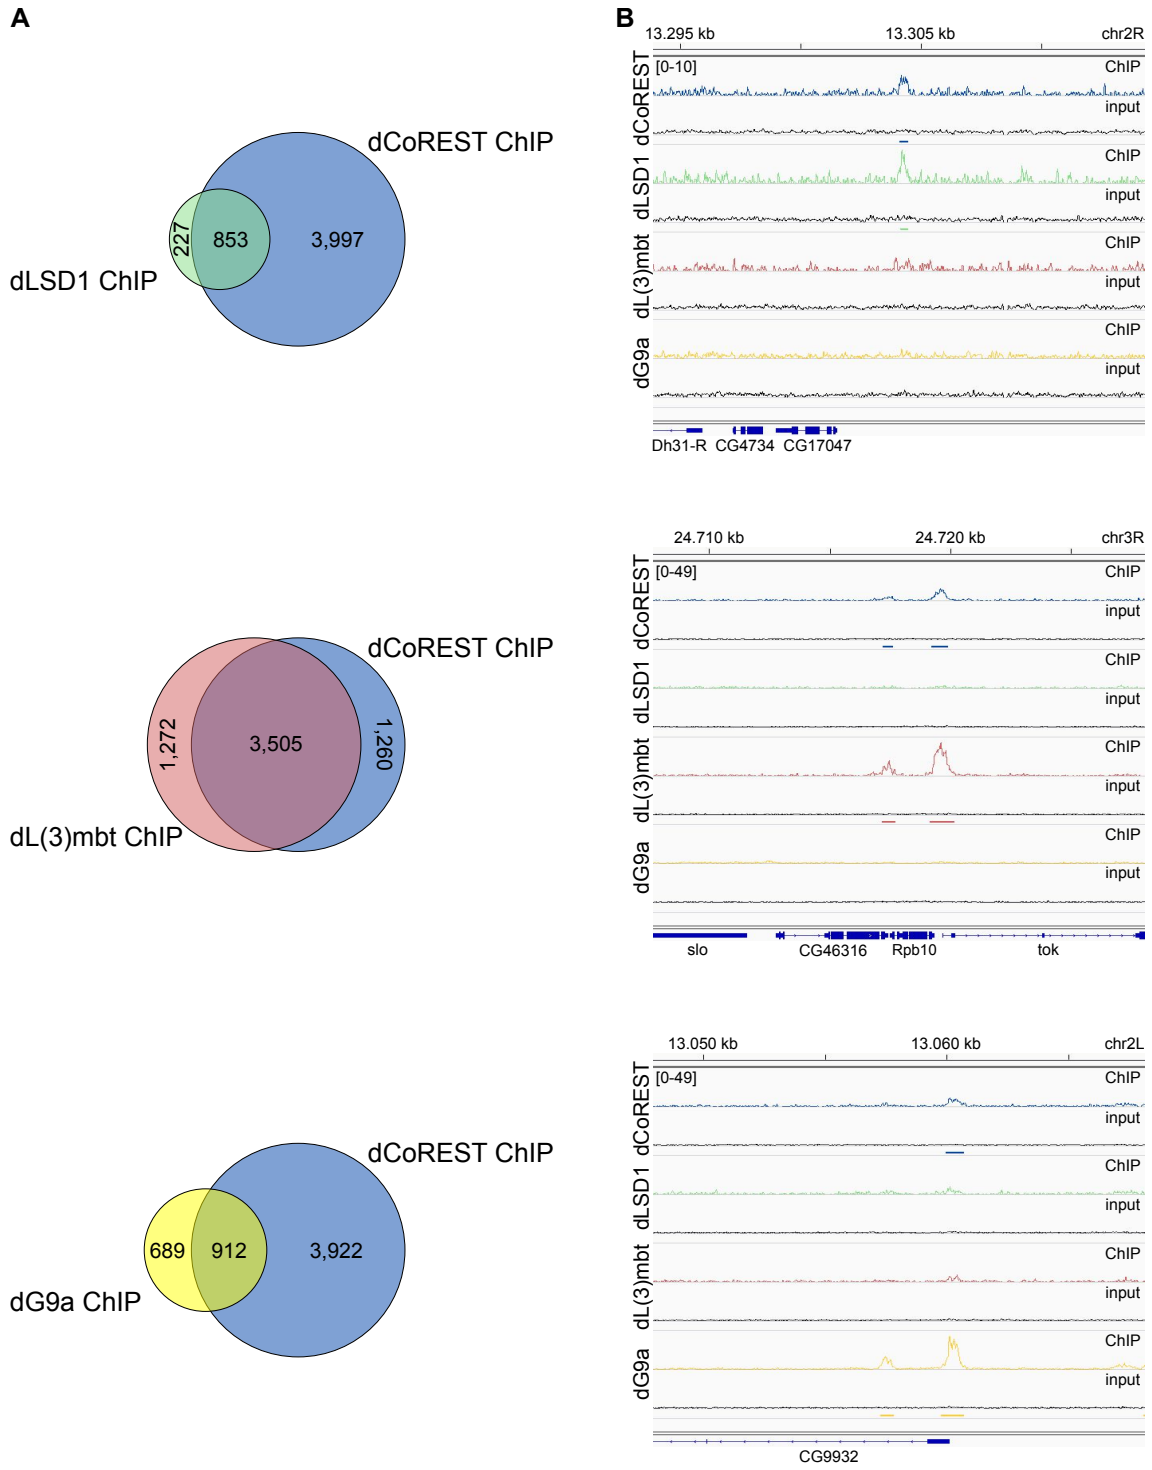 A
dCoREST ChIP
227
853
3,997
dLSD1 ChIP
dCoREST ChIP
1,272
3,505
1,260
dL(3)mbt ChIP
dCoREST ChIP
689
912
3,922
dG9a ChIP
B
13.295 kb
13.305 kb
chr2R
[0-10]
dCoREST
ChIP
input
dLSD1
ChIP
input
dL(3)mbt
ChIP
input
dG9a
ChIP
input
Dh31-R CG4734 CG17047
24.710 kb
24.720 kb
chr3R
[0-49]
dCoREST
ChIP
input
dLSD1
ChIP
input
dL(3)mbt
ChIP
input
dG9a
ChIP
input
slo CG46316 Rpb10 tok
13.050 kb
13.060 kb
chr2L
[0-49]
dCoREST
ChIP
input
dLSD1
ChIP
input
dL(3)mbt
ChIP
input
dG9a
ChIP
input
CG9932